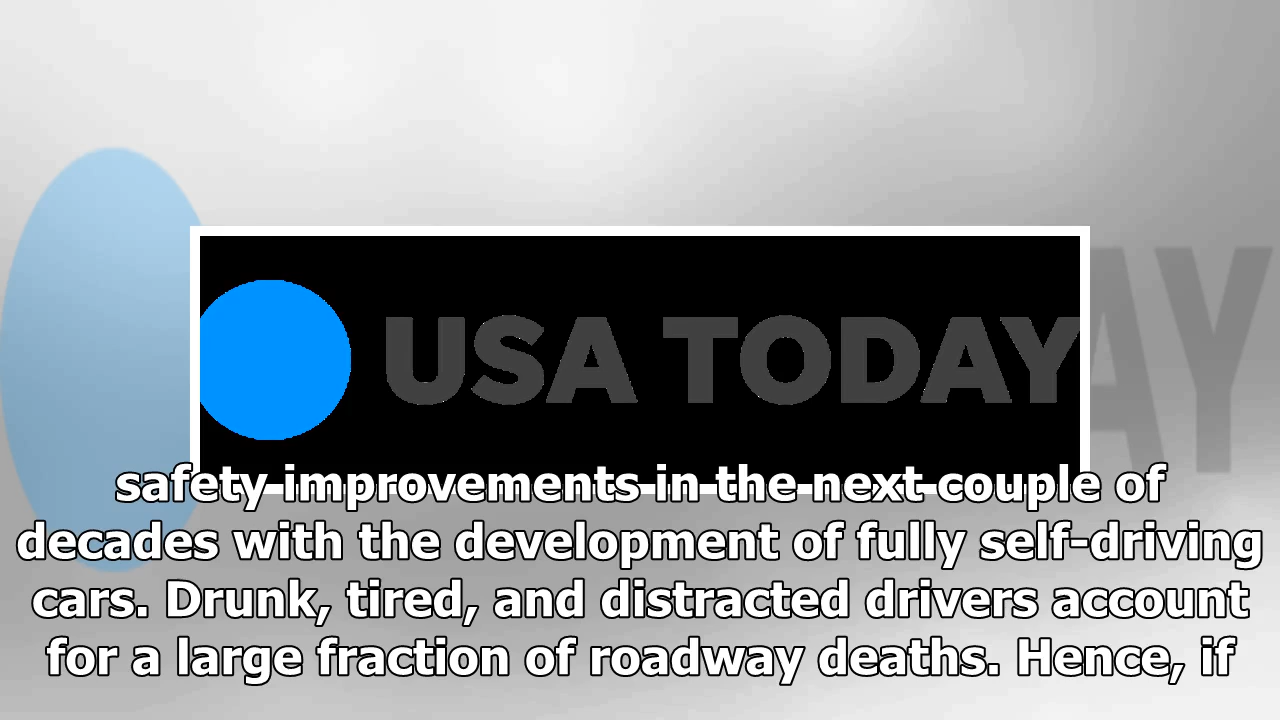 USA TODAY
AY
safety improvements in the next couple of
decades with the development of fully self-driving
cars. Drunk, tired, and distracted drivers account
for a large fraction of roadway deaths. Hence, if